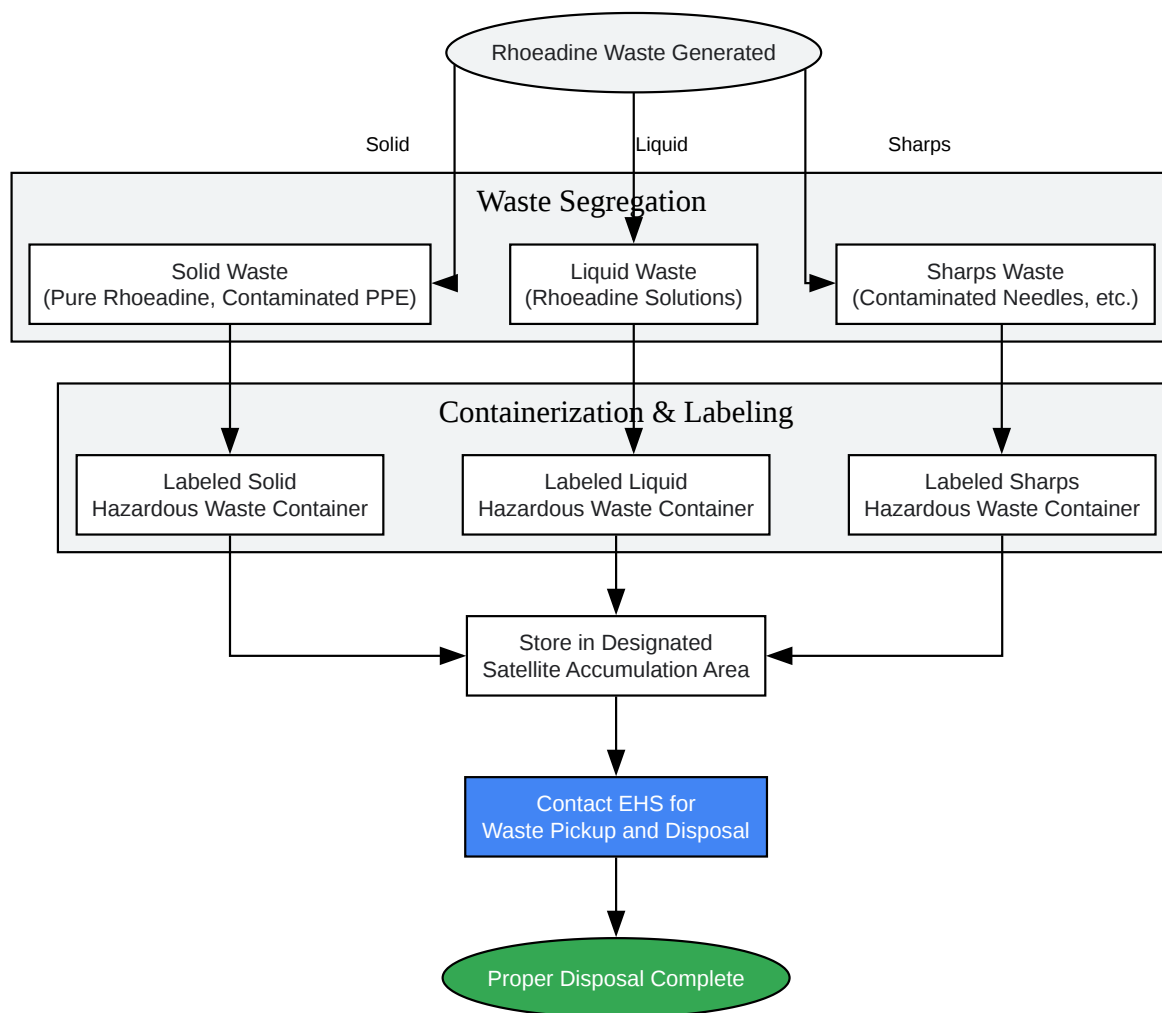 Rhoeadine Waste Generated
Solid
Liquid
Sharps
Waste Segregation
Solid Waste
(Pure Rhoeadine, Contaminated PPE)
Liquid Waste
(Rhoeadine Solutions)
Sharps Waste
(Contaminated Needles, etc.)
Containerization & Labeling
Labeled Solid
Hazardous Waste Container
Labeled Liquid
Hazardous Waste Container
Labeled Sharps
Hazardous Waste Container
Store in Designated
Satellite Accumulation Area
Contact EHS for
Waste Pickup and Disposal
Proper Disposal Complete